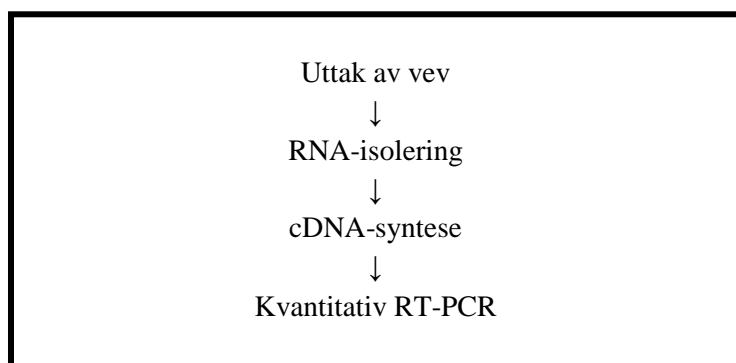 Uttak av vev
↓
RNA-isolering
↓
cDNA-syntese
↓
Kvantitativ RT-PCR